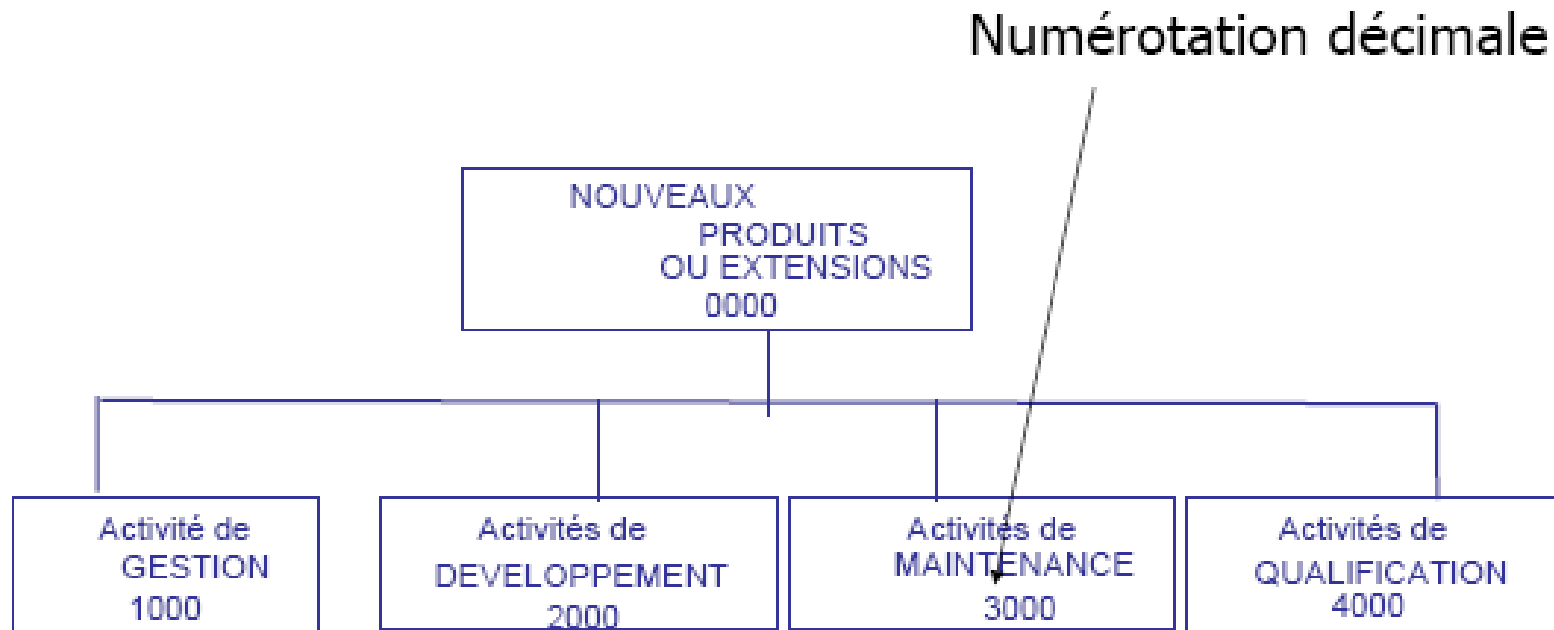 Numérotation décimale
NOUVEAUX
PRODUITS
OU EXTENSIONS
0000
Activité de
GESTION
1000
Activités de
DEVELOPPEMENT
2000
Activités de
MAINTENANCE
3000
Activités de
QUALIFICATION
4000